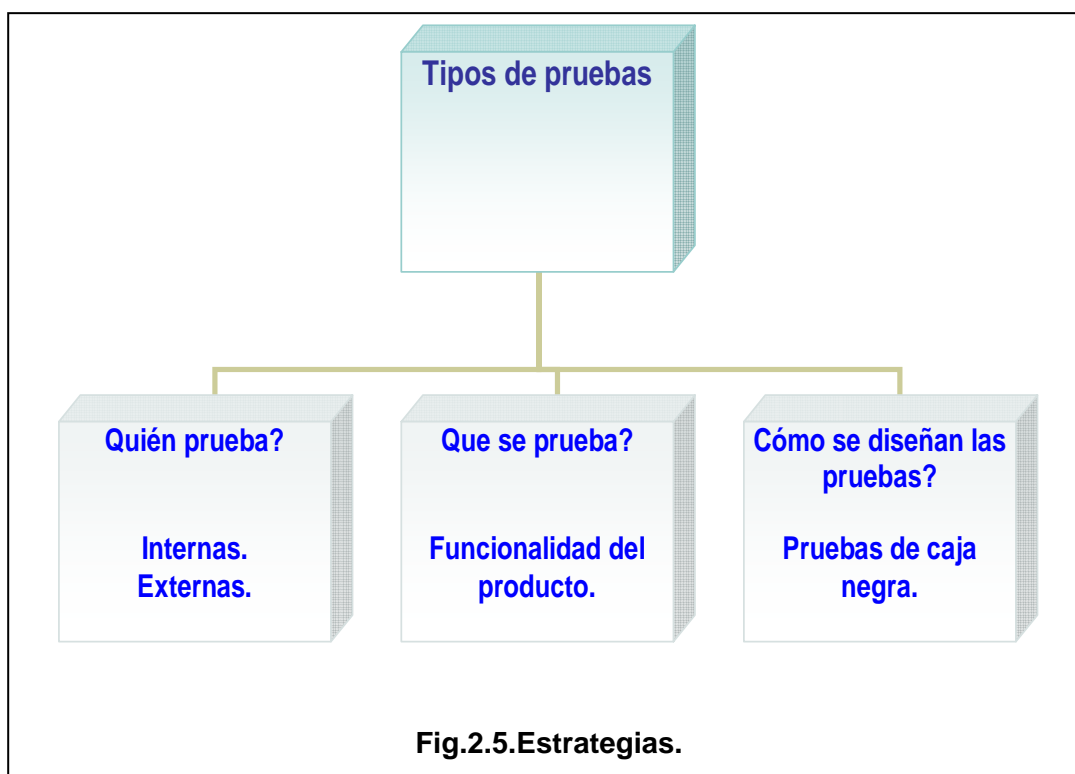 Tipos de pruebas
Quién prueba?
Internas.
Externas.
Que se prueba?
Funcionalidad del
producto.
Cómo se diseñan las
pruebas?
Pruebas de caja
negra.
Fig.2.5.Estrategias.